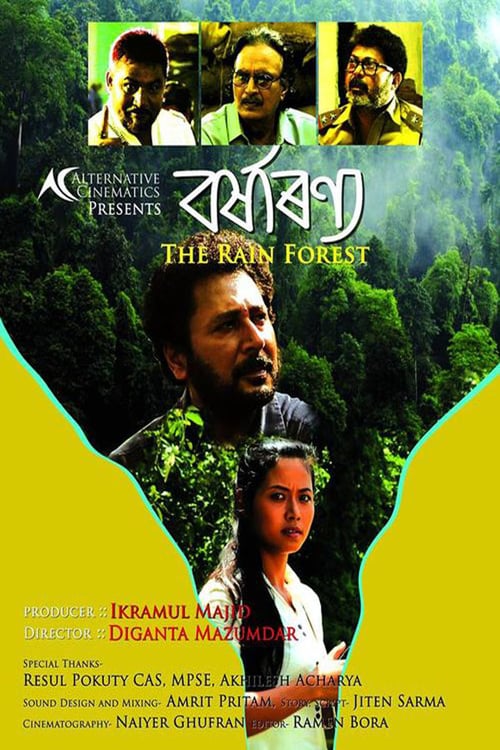 ALTERNATIVE
CINEMATICS
PRESENTS
বৰ্ষাৰণ্য
THE RAIN FOREST
PRODUCER :: IKRAMUL MAJID
DIRECTOR :: DIGANTA MAZUMDAR
SPECIAL THANKS-
RESUL POKUTY CAS, MPSE, AKHILESH ACHARYA
SOUND DESIGN AND MIXING- AMRIT PRITAM, STORY, SCRIPT- JITEN SARMA
CINEMATOGRAPHY- NAIYER GHUFRAN EDITOR- RAMEN BORA